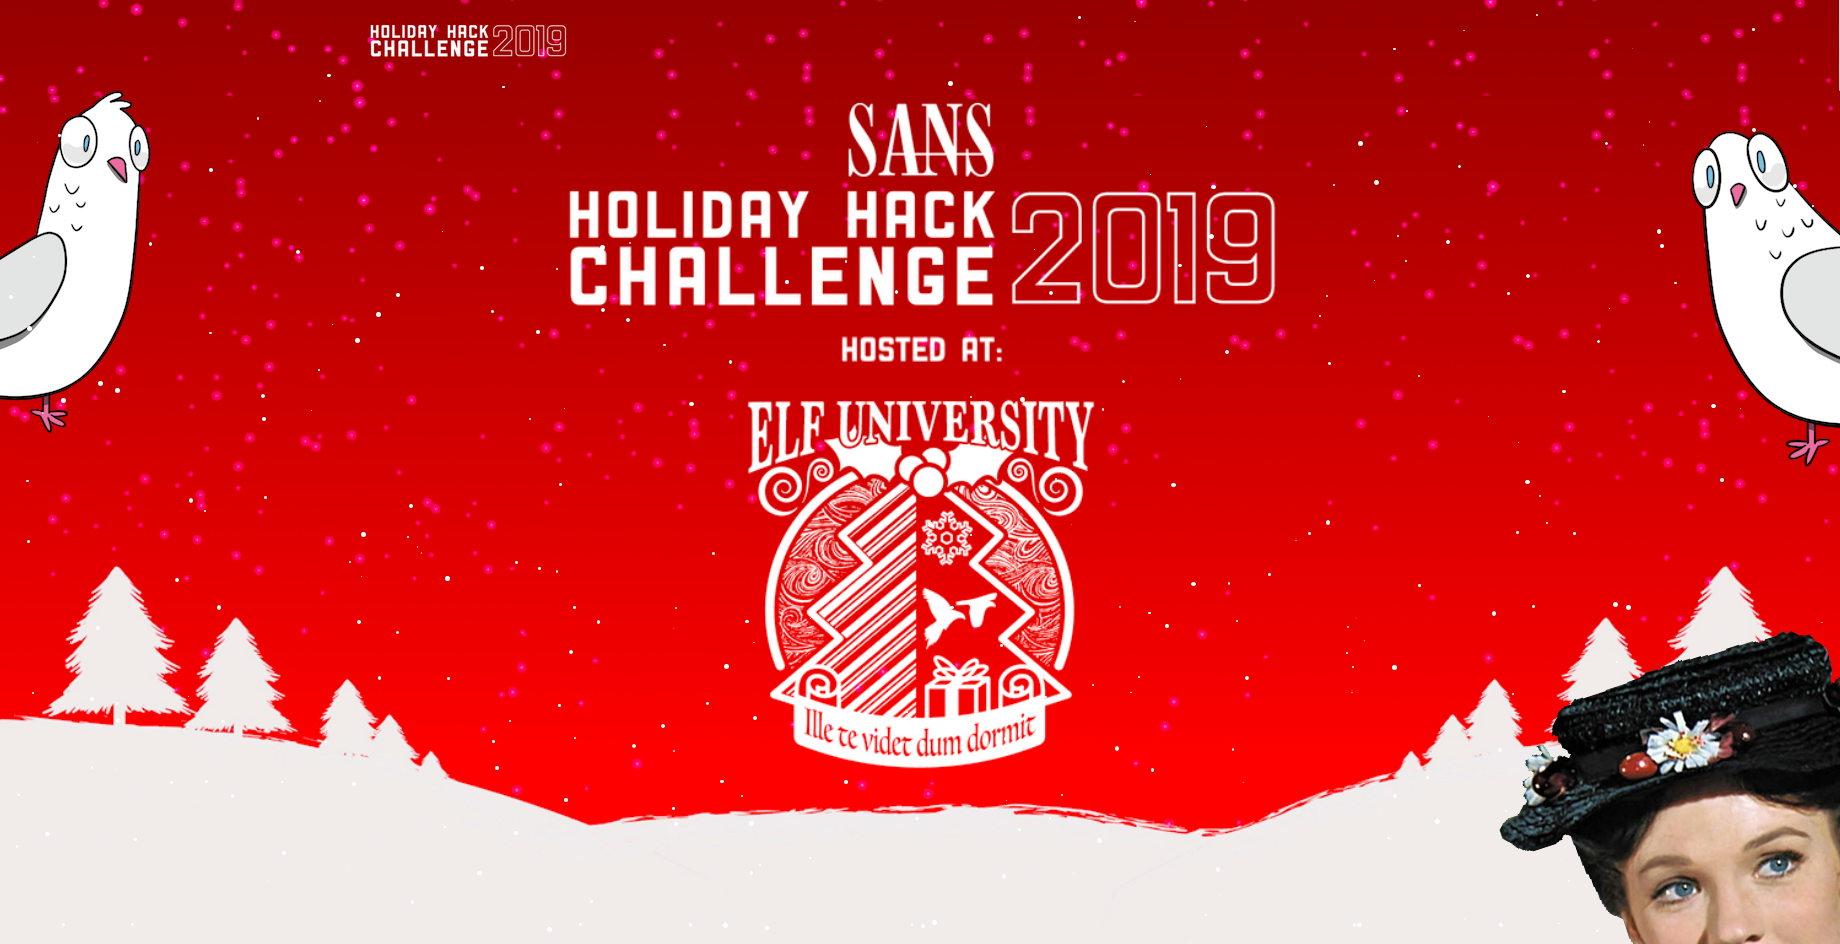 HOLIDAY HACK
CHALLENGE 2019
SANS
HOLIDAY HACK
CHALLENGE 2019
HOSTED AT:
ELF UNIVERSITY
Ille te videt dum dormit